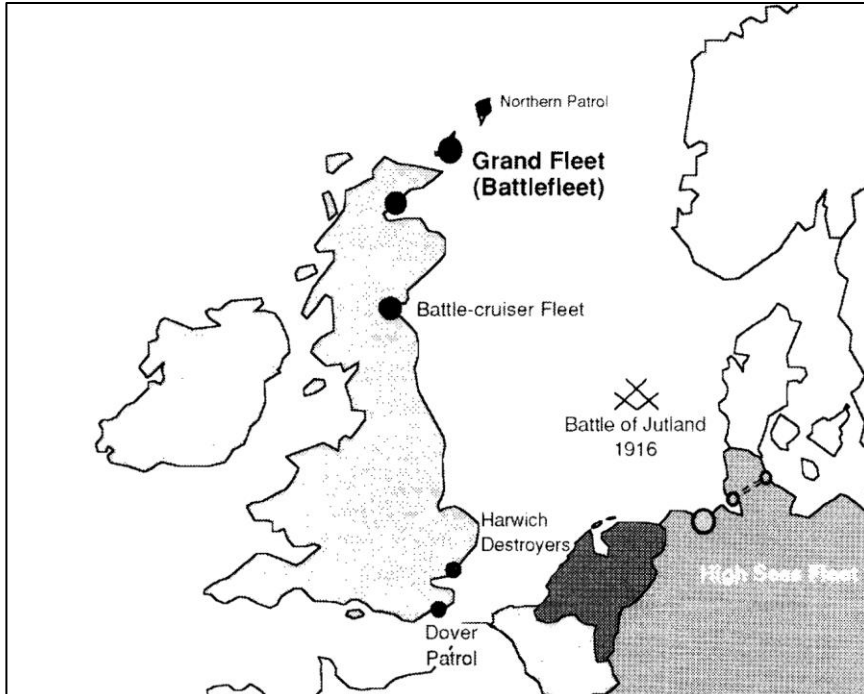 Northern Patrol
Grand Fleet
(Battlefleet)
Battle-cruiser Fleet
Battle of Jutland
1916
Harwich
Destroyers
High Seas Fleet
Dover
Patrol